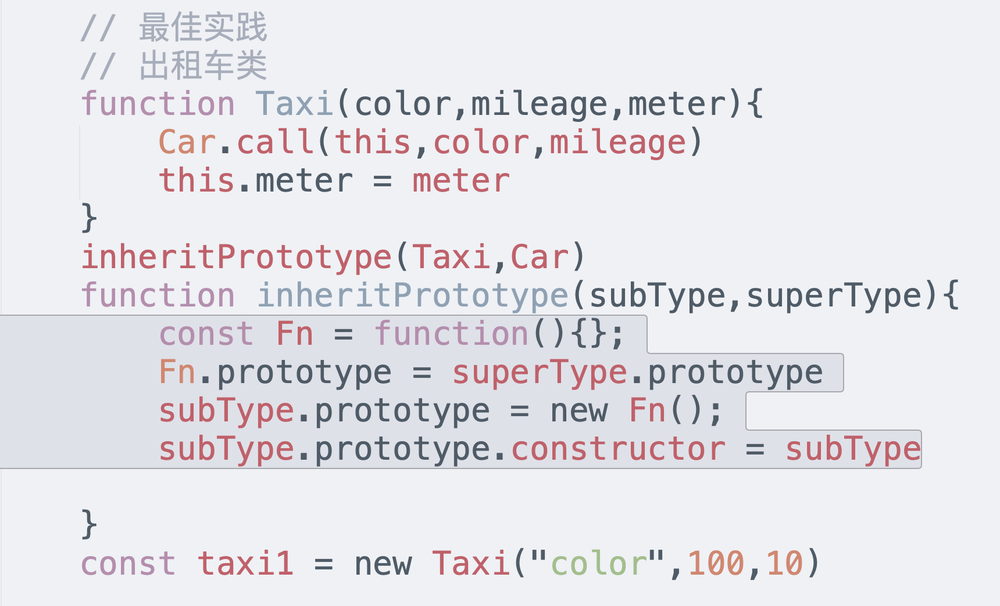 // 最佳实践
// 出租车类
function Taxi(color,mileage,meter){
Car.call(this,color,mileage)
this.meter = meter
}
inheritPrototype(Taxi,Car)
function inheritPrototype(subType,superType){
const Fn = function(){};
Fn.prototype = superType.prototype
subType.prototype = new Fn();
subType.prototype.constructor = subType
}
const taxi1 = new Taxi("color",100,10)